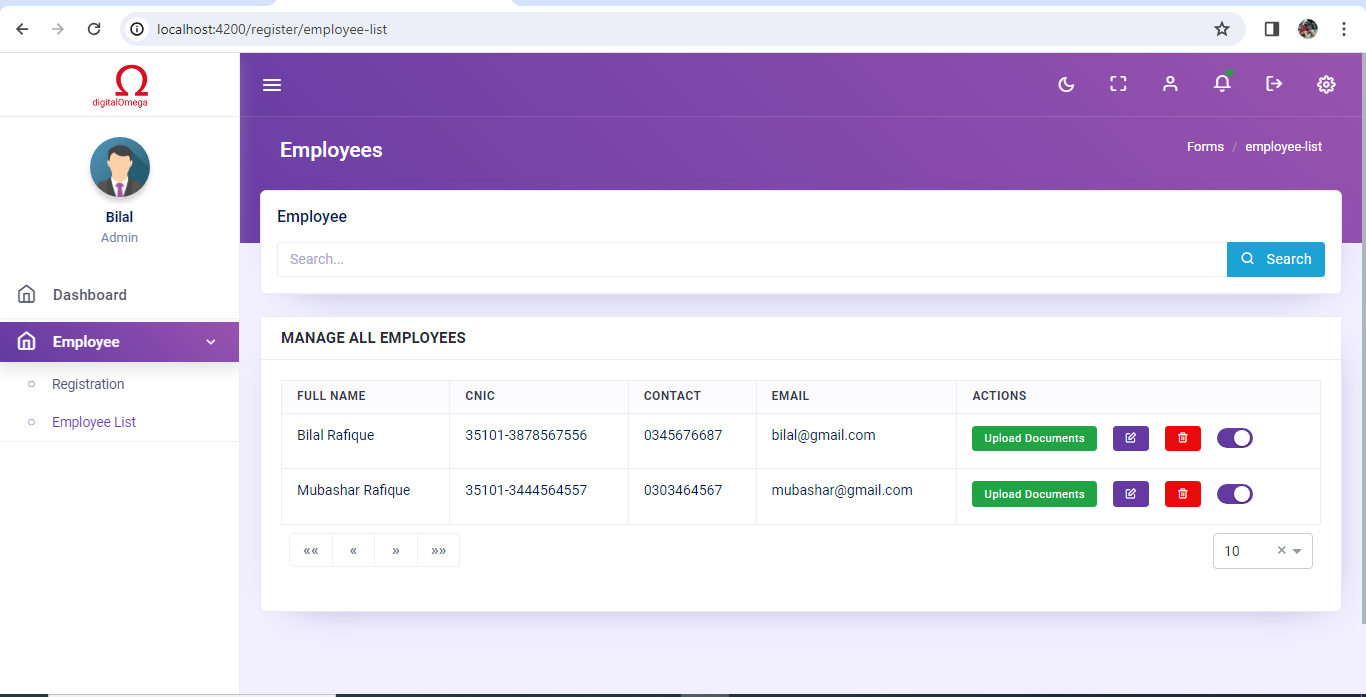 localhost:4200/register/employee-list
digitalOmega
Bilal
Admin
Dashboard
Employee
Registration
Employee List
Employees
Forms / employee-list
Employee
Search...
Search
MANAGE ALL EMPLOYEES
FULL NAME CNIC CONTACT EMAIL ACTIONS
Bilal Rafique 35101-3878567556 0345676687 bilal@gmail.com Upload Documents
Mubashar Rafique 35101-3444564557 0303464567 mubashar@gmail.com Upload Documents
«« « » »» 10 ×